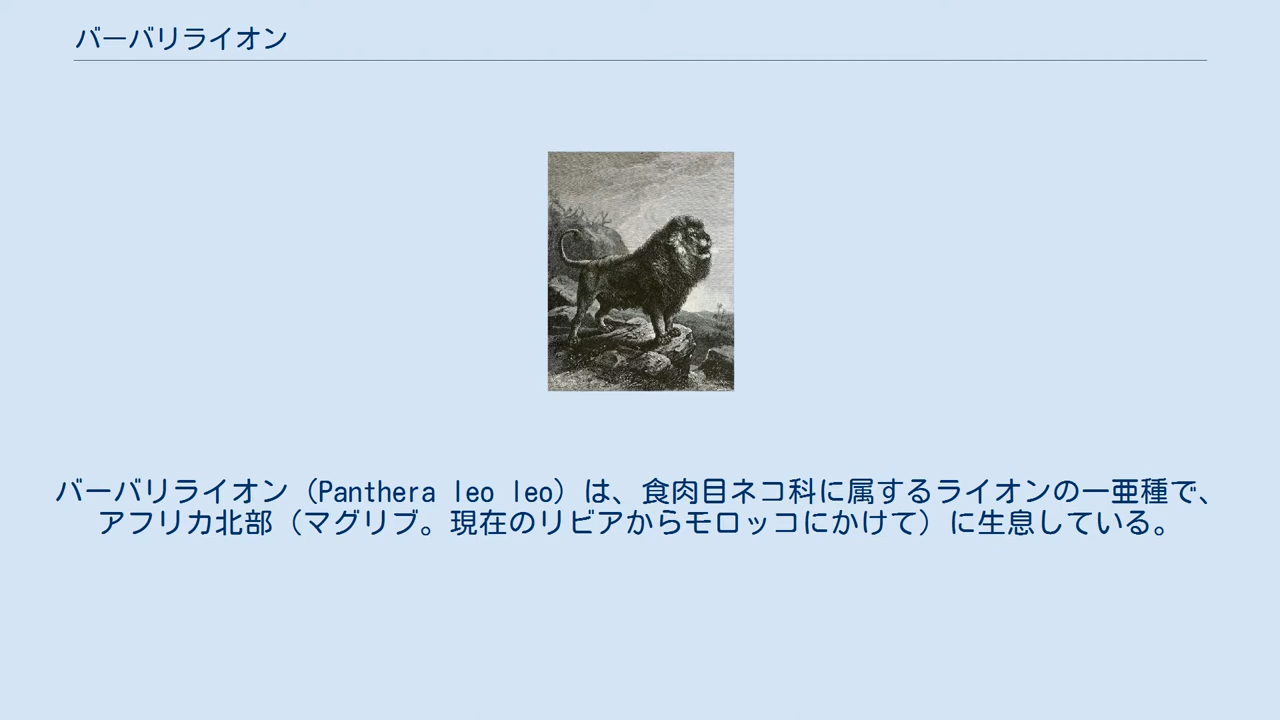 バーバリライオン
バーバリライオン（Panthera leo leo）は、食肉目ネコ科に属するライオンの一亜種で、
アフリカ北部（マグリブ。現在のリビアからモロッコにかけて）に生息している。